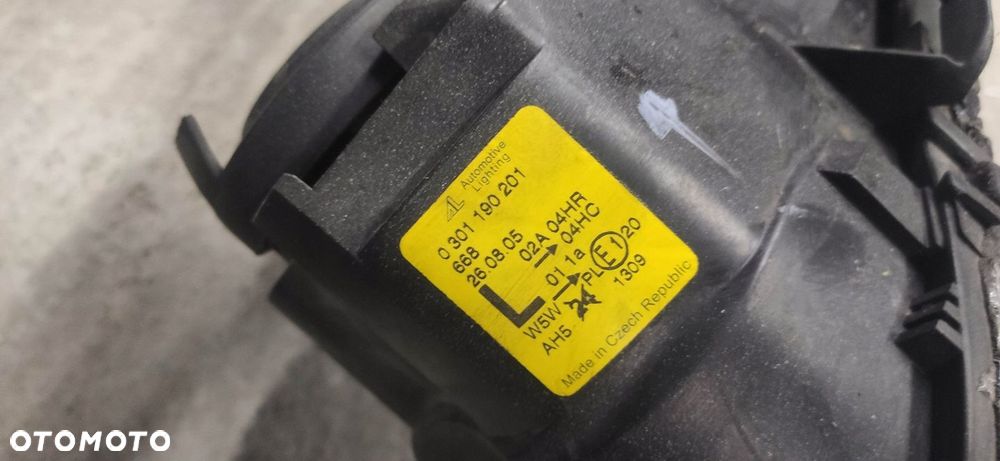 AL Automotive
Lighting
0 301 190 201
668
26.08.05 02A 04HR
L → 04HC
01 1a
W5W → PL E1 20
AH5 1309
Made in Czech Republic
OTOMOTO